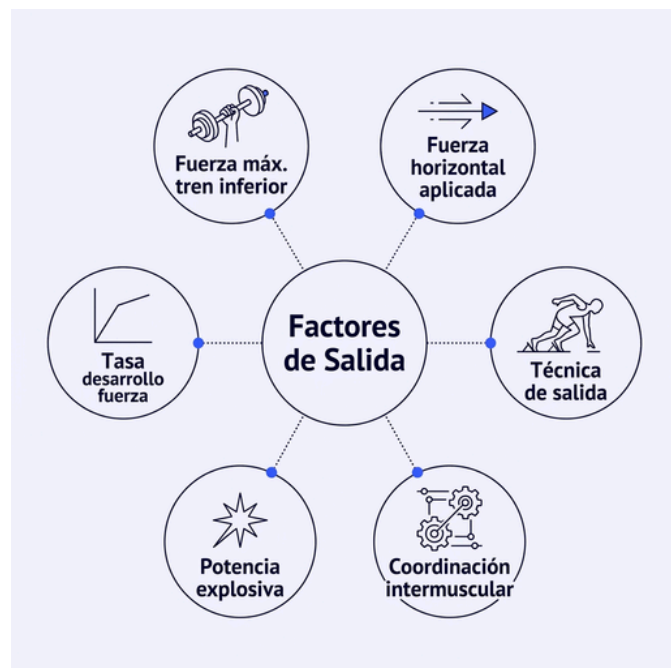 Fuerza máx.
tren inferior
Fuerza
horizontal
aplicada
Factores
de Salida
Tasa
desarrollo
fuerza
Técnica
de salida
Potencia
explosiva
Coordinación
intermuscular